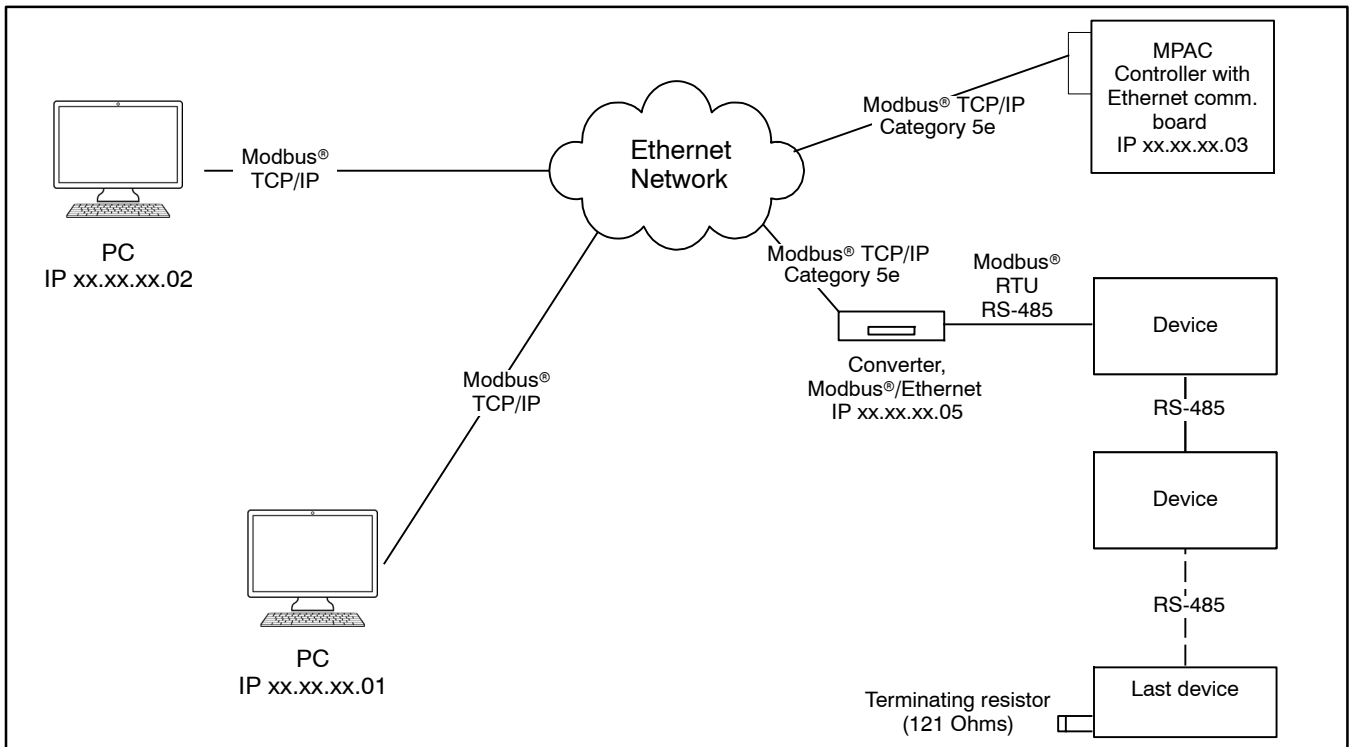 MPAC
Controller with
Ethernet comm.
board
IP xx.xx.xx.03
Modbus® TCP/IP
Category 5e
Ethernet
Network
Modbus®
TCP/IP
PC
IP xx.xx.xx.02
Modbus® TCP/IP
Category 5e
Modbus®
RTU
RS-485
Device
Converter,
Modbus®/Ethernet
IP xx.xx.xx.05
Modbus®
TCP/IP
RS-485
Device
RS-485
PC
IP xx.xx.xx.01
Terminating resistor
(121 Ohms)
Last device